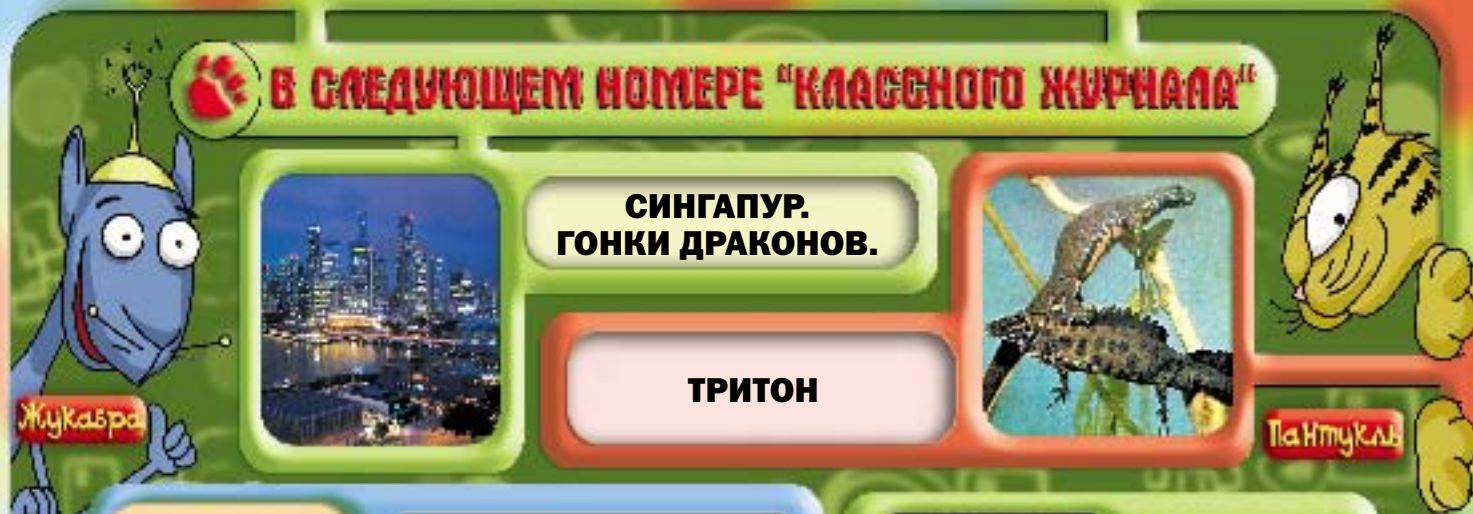 В СЛЕДУЮЩЕМ НОМЕРЕ "КЛАССНОГО ЖУРНАЛА"
СИНГАПУР.
ГОНКИ ДРАКОНОВ.
ТРИТОН
Жукабра
Пантукль